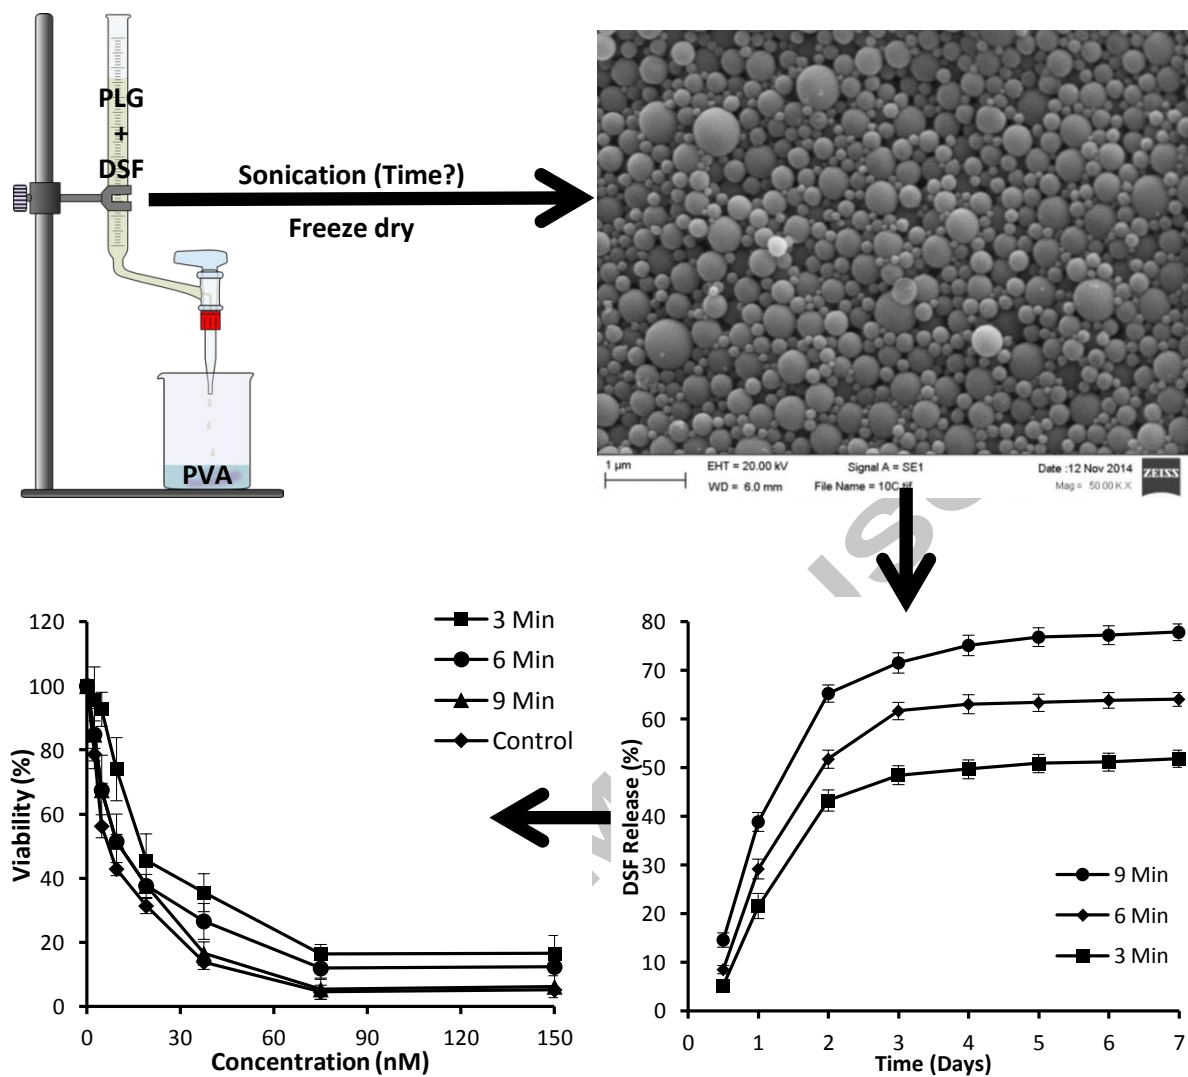 PLG
+
DSF
PVA
Sonication (Time?)
Freeze dry
1 µm
EHT = 20.00 kV
WD = 6.0 mm
Signal A = SE1
File Name = 10C.tif
Date :12 Nov 2014
Mag = 50.00 K X
ZEISS
Viability (%)
120
100
80
60
40
20
0
0 30 60 90 120 150
Concentration (nM)
3 Min
6 Min
9 Min
Control
DSF Release (%)
80
70
60
50
40
30
20
10
0
0 1 2 3 4 5 6 7
Time (Days)
9 Min
6 Min
3 Min